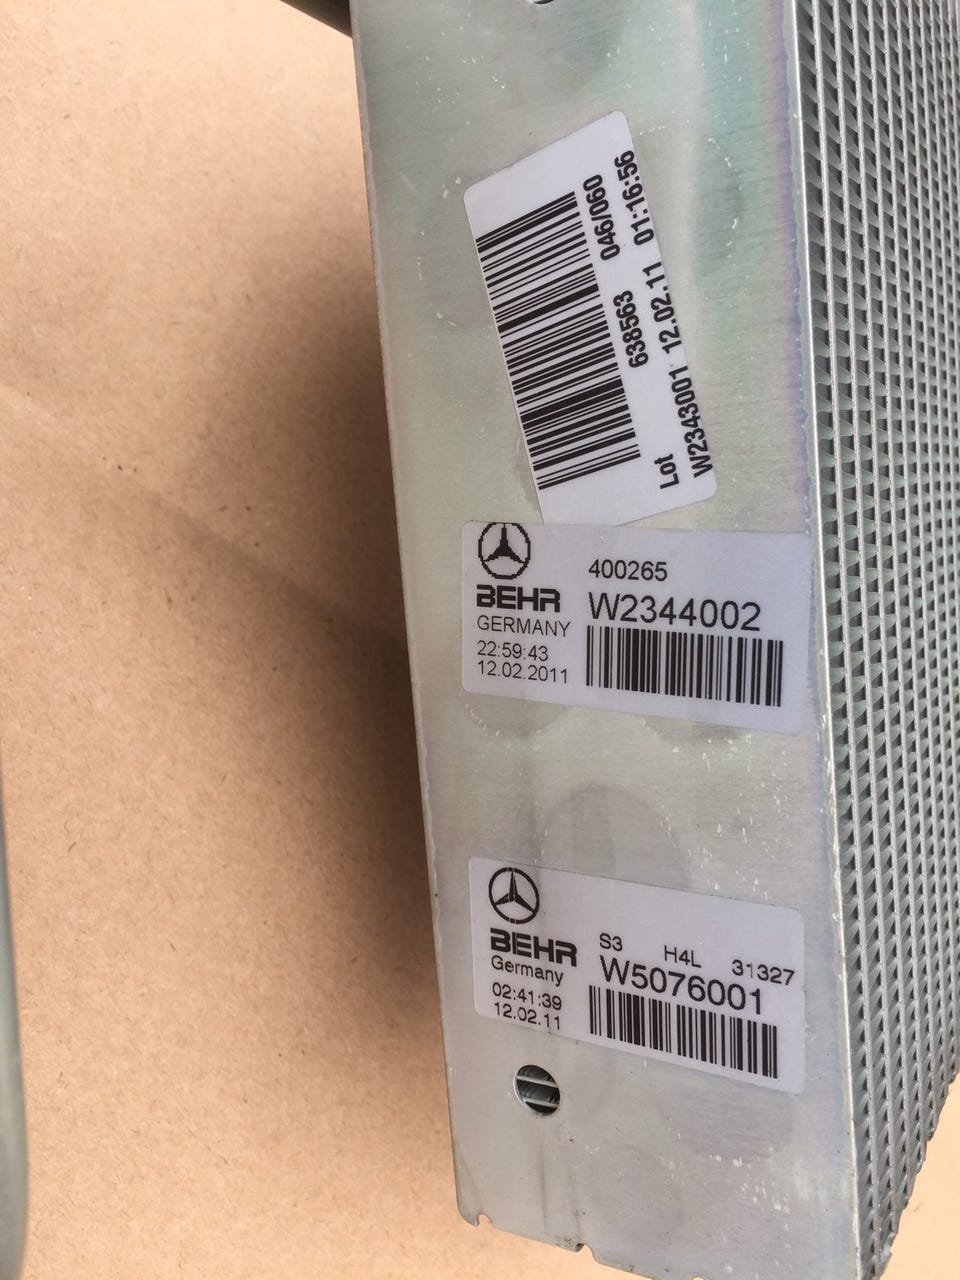 638563 046/060
Lot
W2343001 12.02.11 01:16:56
BEHR
GERMANY
22:59:43
12.02.2011
400265
W2344002
BEHR
Germany
02:41:39
12.02.11
S3 H4L 31327
W5076001